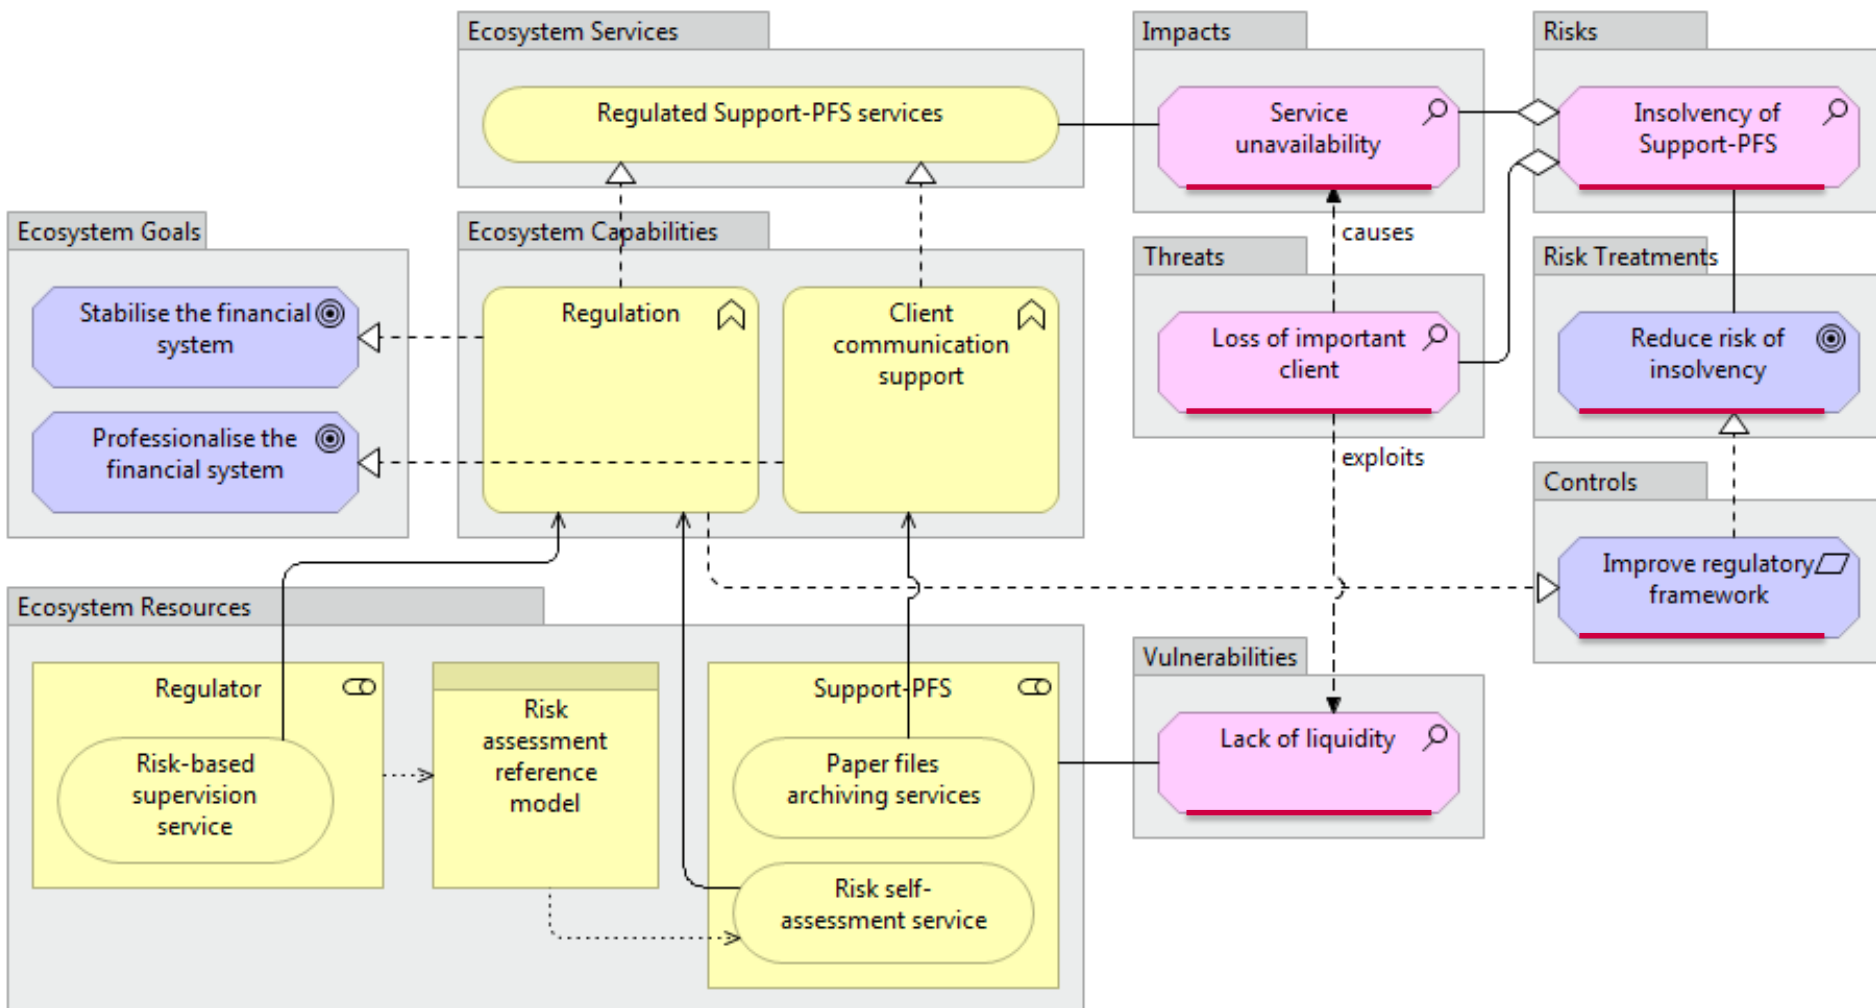 Ecosystem Services
Regulated Support-PFS services
Impacts
Service
unavailability
Risks
Insolvency of
Support-PFS
Ecosystem Goals
Stabilise the financial
system
Professionalise the
financial system
Ecosystem Capabilities
Regulation
Client
communication
support
causes
Threats
Loss of important
client
exploits
Risk Treatments
Reduce risk of
insolvency
Controls
Improve regulatory
framework
Ecosystem Resources
Regulator
Risk-based
supervision
service
Risk
assessment
reference
model
Support-PFS
Paper files
archiving services
Risk self-
assessment service
Vulnerabilities
Lack of liquidity